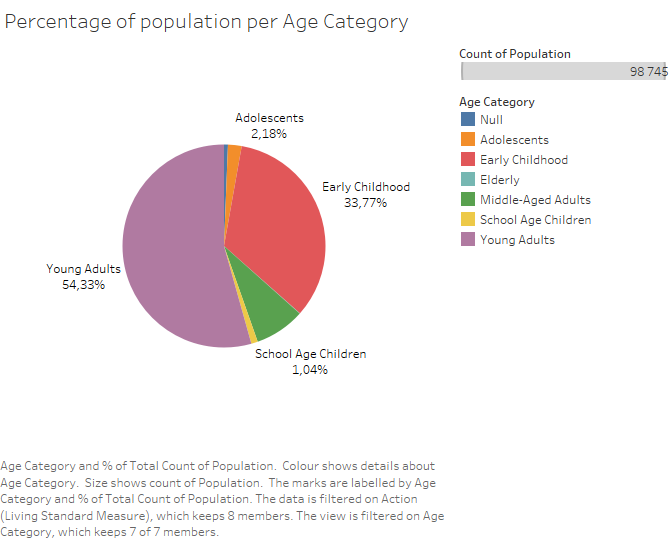 Percentage of population per Age Category
Count of Population
98 745
Age Category
Null
Adolescents
Early Childhood
Elderly
Middle-Aged Adults
School Age Children
Young Adults
Adolescents
2,18%
Early Childhood
33,77%
Young Adults
54,33%
School Age Children
1,04%
Age Category and % of Total Count of Population.  Colour shows details about
Age Category.  Size shows count of Population.  The marks are labelled by Age
Category and % of Total Count of Population. The data is filtered on Action
(Living Standard Measure), which keeps 8 members. The view is filtered on Age
Category, which keeps 7 of 7 members.